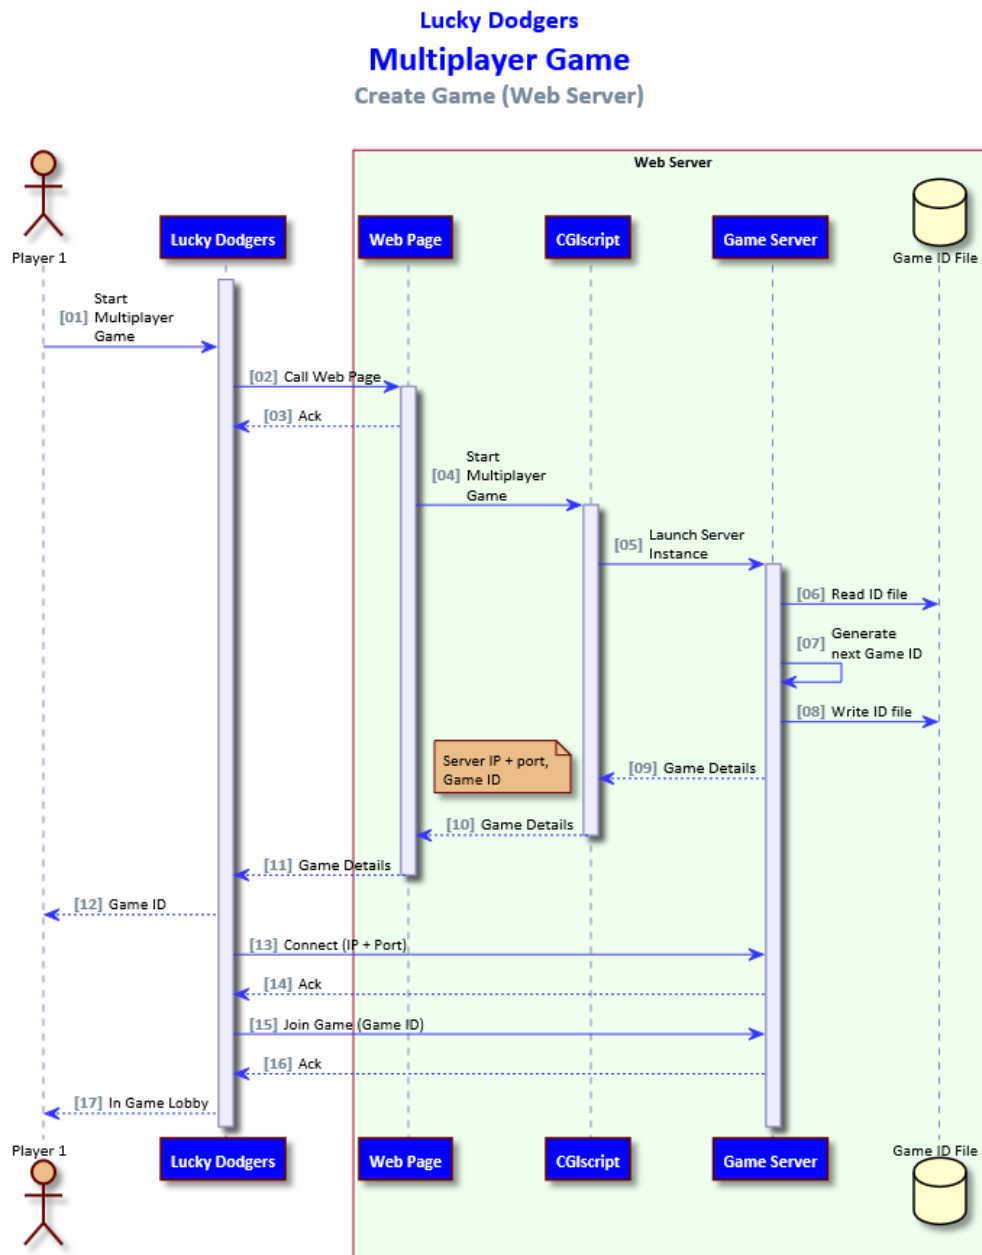 Lucky Dodgers
Multiplayer Game
Create Game (Web Server)
Web Server
Player 1
Lucky Dodgers
Web Page
CGIscript
Game Server
Game ID File
[01] Start
Multiplayer
Game
[02] Call Web Page
[03] Ack
[04] Start
Multiplayer
Game
[05] Launch Server
Instance
[06] Read ID file
[07] Generate
next Game ID
[08] Write ID file
Server IP + port,
Game ID
[09] Game Details
[10] Game Details
[11] Game Details
[12] Game ID
[13] Connect (IP + Port)
[14] Ack
[15] Join Game (Game ID)
[16] Ack
[17] In Game Lobby
Player 1
Lucky Dodgers
Web Page
CGIscript
Game Server
Game ID File